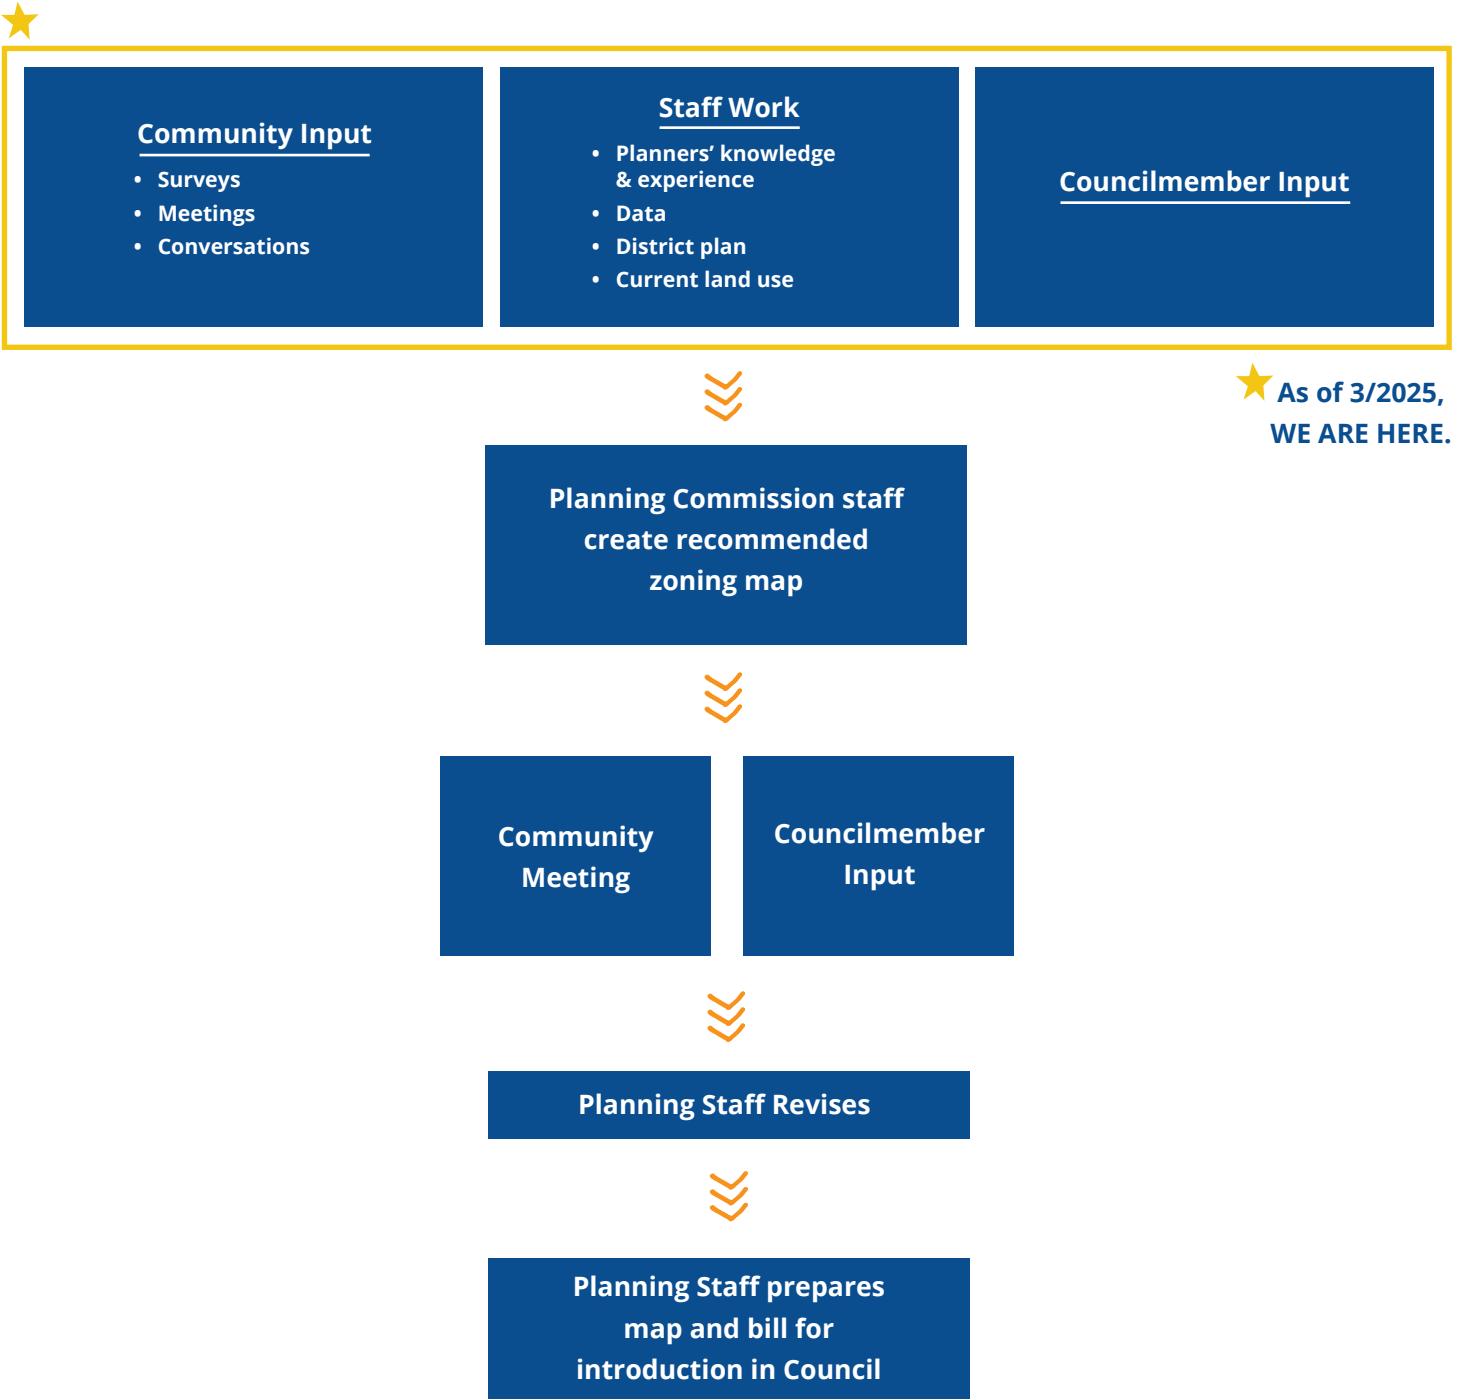 Community Input
• Surveys
• Meetings
• Conversations
Staff Work
• Planners’ knowledge
& experience
• Data
• District plan
• Current land use
Councilmember Input
As of 3/2025,
WE ARE HERE.
Planning Commission staff
create recommended
zoning map
Community
Meeting
Councilmember
Input
Planning Staff Revises
Planning Staff prepares
map and bill for
introduction in Council